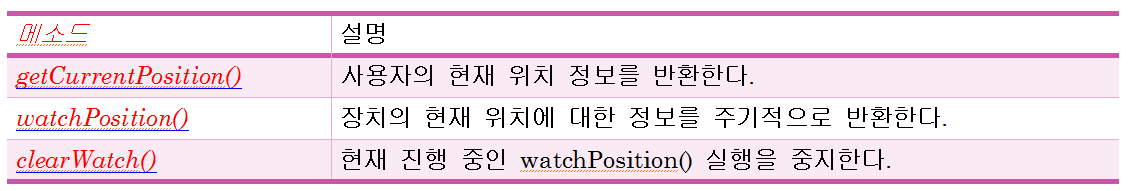 메소드 설명
getCurrentPosition() 사용자의 현재 위치 정보를 반환한다.
watchPosition() 장치의 현재 위치에 대한 정보를 주기적으로 반환한다.
clearWatch() 현재 진행 중인 watchPosition() 실행을 중지한다.